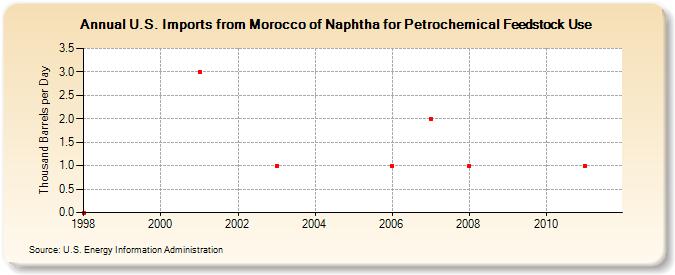 Annual U.S. Imports from Morocco of Naphtha for Petrochemical Feedstock Use
Thousand Barrels per Day
3.5
3.0
2.5
2.0
1.5
1.0
0.5
0.0
1998 2000 2002 2004 2006 2008 2010
Source: U.S. Energy Information Administration